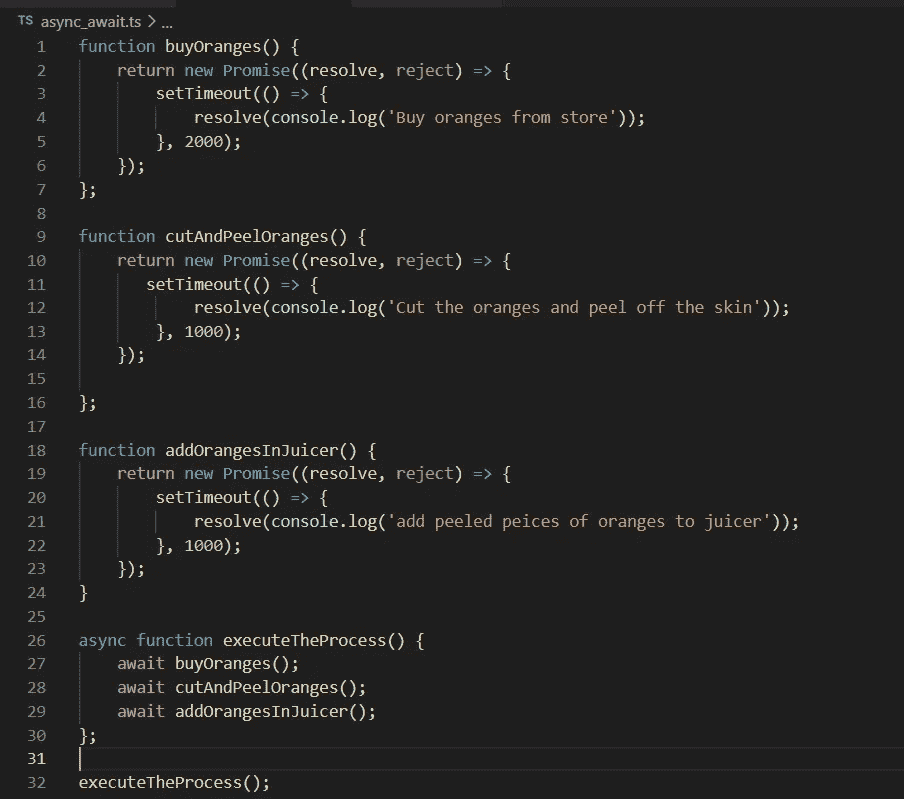 TS async_await.ts > ...
1 function buyOranges() {
2     return new Promise((resolve, reject) => {
3         setTimeout(() => {
4             resolve(console.log('Buy oranges from store'));
5         }, 2000);
6     });
7 };
8
9 function cutAndPeelOranges() {
10     return new Promise((resolve, reject) => {
11        setTimeout(() => {
12             resolve(console.log('Cut the oranges and peel off the skin'));
13         }, 1000);
14     });
15
16 };
17
18 function addOrangesInJuicer() {
19     return new Promise((resolve, reject) => {
20         setTimeout(() => {
21             resolve(console.log('add peeled peices of oranges to juicer'));
22         }, 1000);
23     });
24 }
25
26 async function executeTheProcess() {
27     await buyOranges();
28     await cutAndPeelOranges();
29     await addOrangesInJuicer();
30 };
31
32 executeTheProcess();